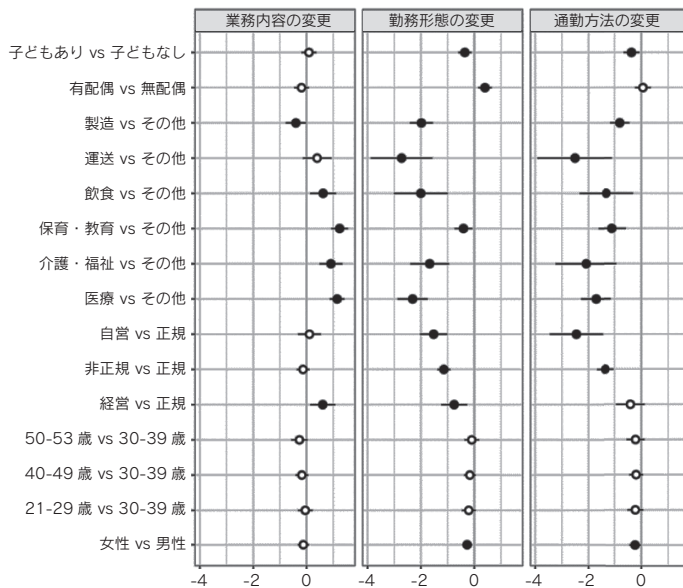 業務内容の変更 勤務形態の変更 通勤方法の変更
子どもあり vs 子どもなし
有配偶 vs 無配偶
製造 vs その他
運送 vs その他
飲食 vs その他
保育・教育 vs その他
介護・福祉 vs その他
医療 vs その他
自営 vs 正規
非正規 vs 正規
経営 vs 正規
50-53 歳 vs 30-39 歳
40-49 歳 vs 30-39 歳
21-29 歳 vs 30-39 歳
女性 vs 男性
-4 -2 0 -4 -2 0 -4 -2 0